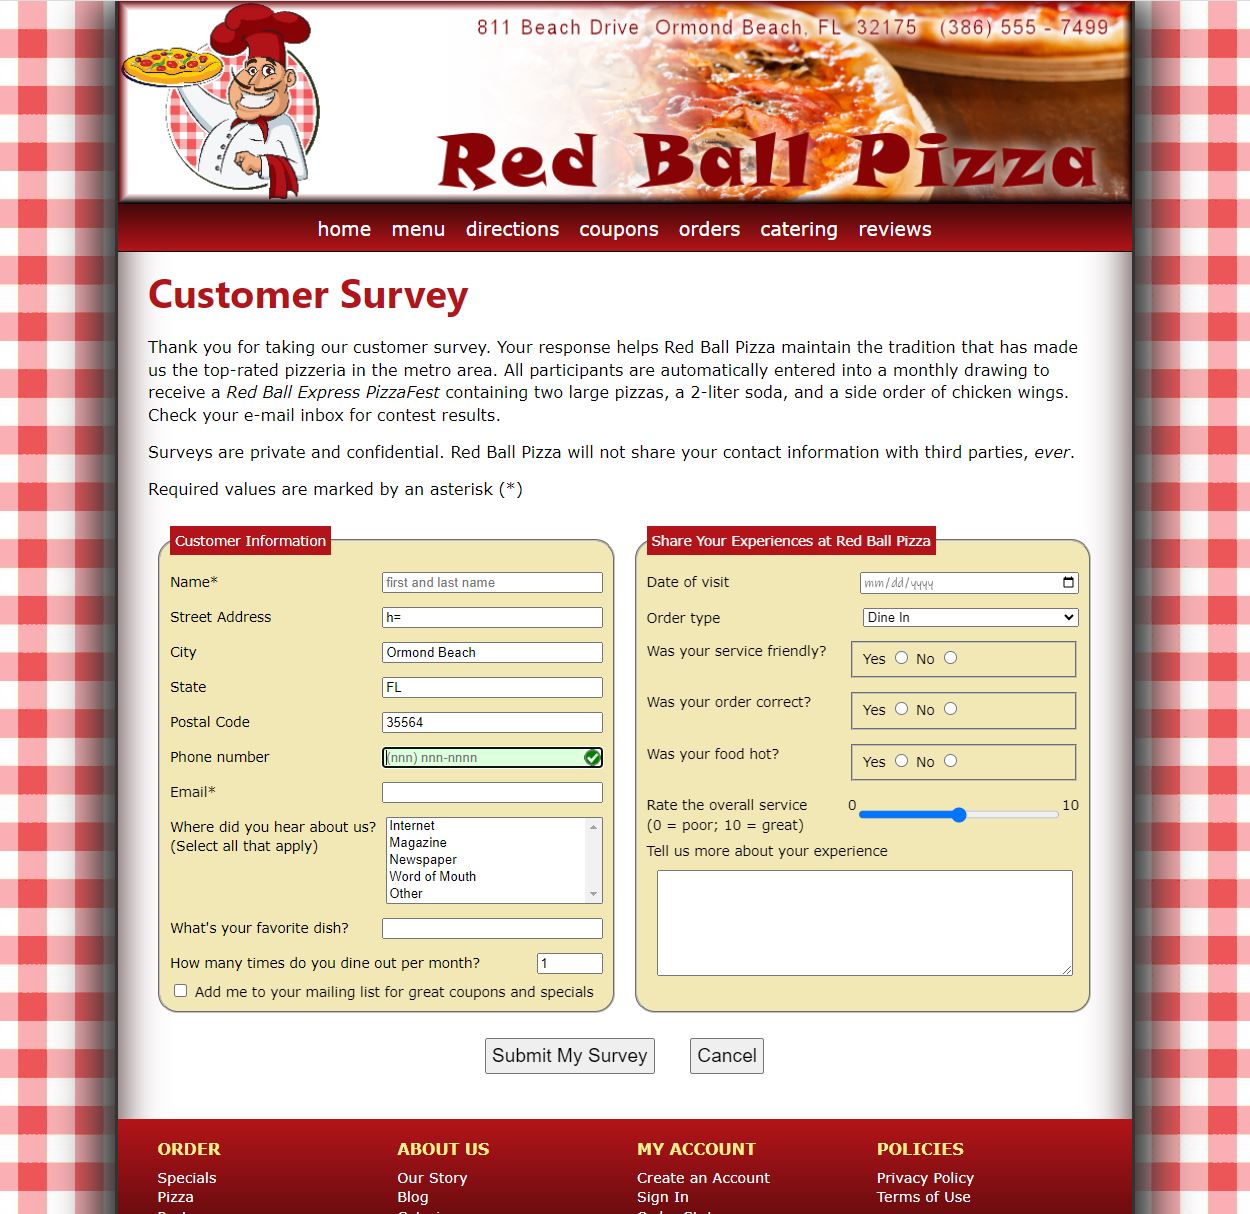 811 Beach Drive Ormond Beach, FL 32175 (386) 555 - 7499
Red Ball Pizza
home menu directions coupons orders catering reviews
Customer Survey
Thank you for taking our customer survey. Your response helps Red Ball Pizza maintain the tradition that has made
us the top-rated pizzeria in the metro area. All participants are automatically entered into a monthly drawing to
receive a Red Ball Express PizzaFest containing two large pizzas, a 2-liter soda, and a side order of chicken wings.
Check your e-mail inbox for contest results.
Surveys are private and confidential. Red Ball Pizza will not share your contact information with third parties, ever.
Required values are marked by an asterisk (*)
Customer Information
Name* first and last name
Street Address h=
City Ormond Beach
State FL
Postal Code 35564
Phone number (nnn) nnn-nnnn
Email*
Where did you hear about us?
(Select all that apply)
Internet
Magazine
Newspaper
Word of Mouth
Other
What's your favorite dish?
How many times do you dine out per month? 1
Add me to your mailing list for great coupons and specials
Share Your Experiences at Red Ball Pizza
Date of visit mm/dd/yyyy
Order type Dine In
Was your service friendly? Yes No
Was your order correct? Yes No
Was your food hot? Yes No
Rate the overall service 0 10
(0 = poor; 10 = great)
Tell us more about your experience
Submit My Survey Cancel
ORDER
Specials
Pizza
ABOUT US
Our Story
Blog
MY ACCOUNT
Create an Account
Sign In
POLICIES
Privacy Policy
Terms of Use